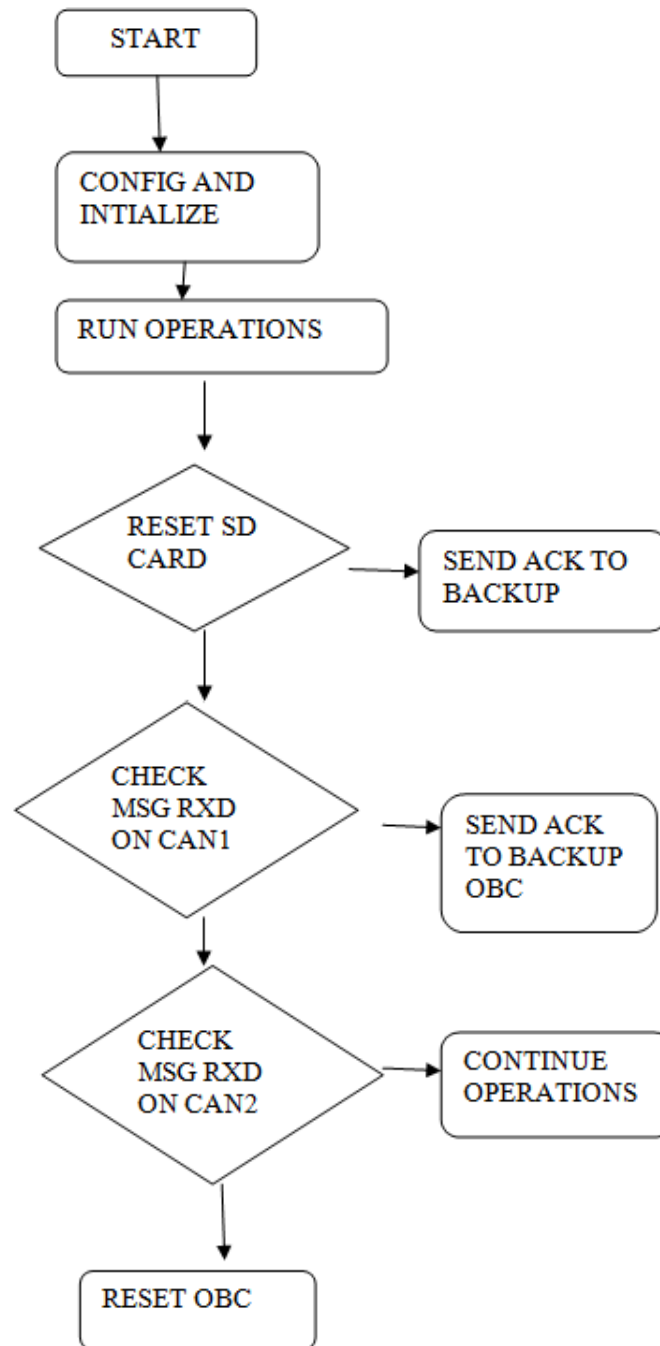 START
CONFIG AND
INTIALIZE
RUN OPERATIONS
RESET SD
CARD
SEND ACK TO
BACKUP
CHECK
MSG RXD
ON CAN1
SEND ACK
TO BACKUP
OBC
CHECK
MSG RXD
ON CAN2
CONTINUE
OPERATIONS
RESET OBC